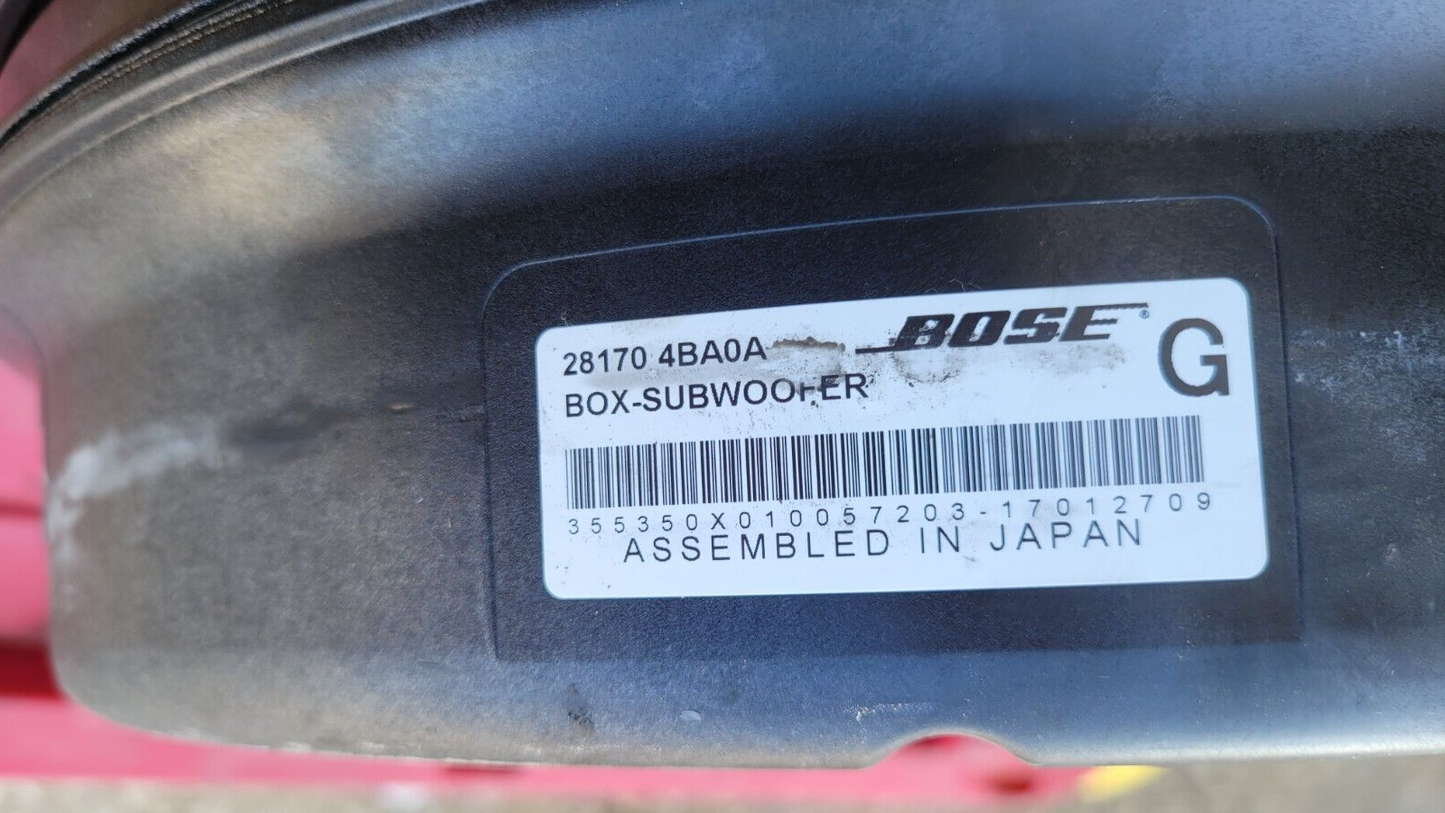 28170 4BA0A BOSE® G
BOX-SUBWOOFER
355350X010057203-17012709
ASSEMBLED IN JAPAN